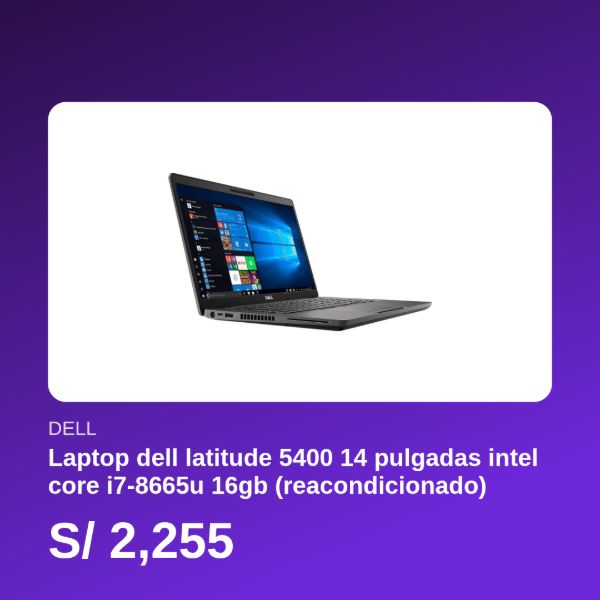 DELL
Laptop dell latitude 5400 14 pulgadas intel
core i7-8665u 16gb (reacondicionado)
S/ 2,255